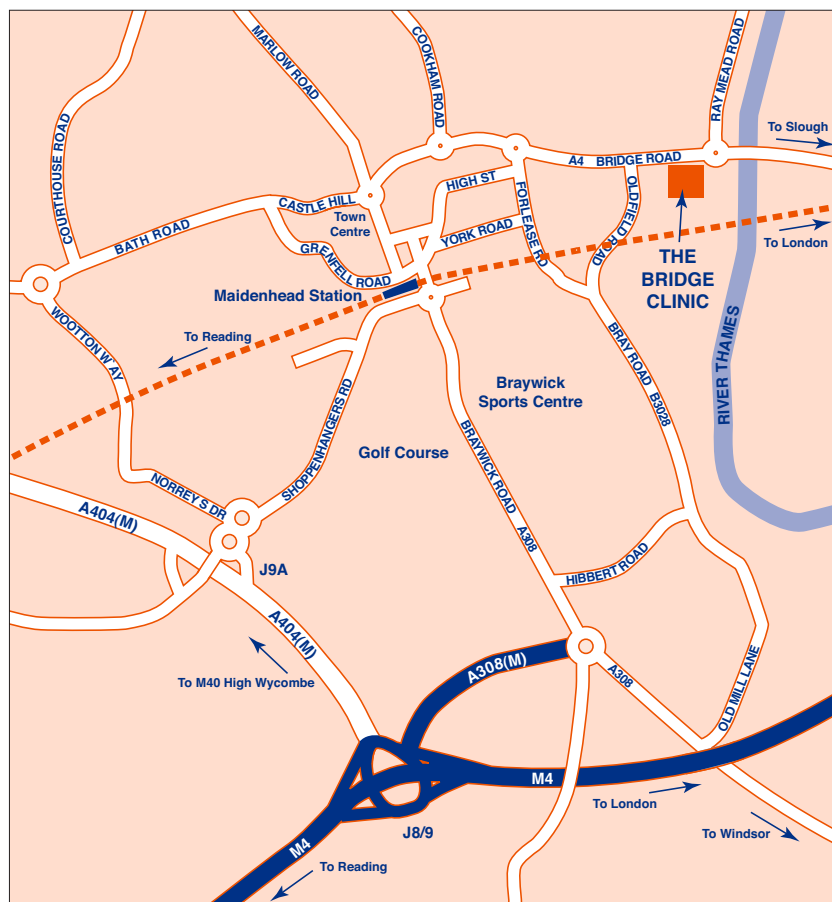 MARLOW ROAD
COOKHAM ROAD
RAY MEAD ROAD
To Slough
COURTHOUSE ROAD
A4 BRIDGE ROAD
HIGH ST
CASTLE HILL
Town
Centre
FORLEASE RD
OLDFIELD ROAD
BATH ROAD
GRENFELL ROAD
YORK ROAD
To London
THE
BRIDGE
CLINIC
Maidenhead Station
WOOTTON W AY
To Reading
RIVER THAMES
BRAY ROAD B3028
Braywick
Sports Centre
SHOPPENHANGERS RD
Golf Course
BRAYWICK ROAD A308
NORREY S DR
A404(M)
J9A
HIBBERT ROAD
A404(M)
To M40 High Wycombe
A308(M)
A308
OLD MILL LANE
M4
To London
J8/9
To Windsor
M4
To Reading